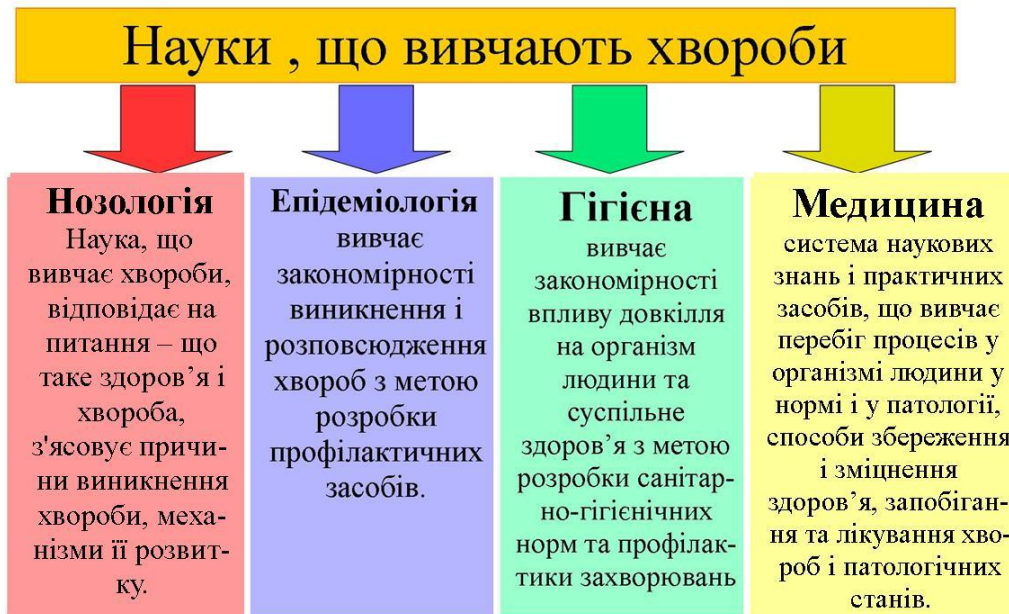 Науки , що вивчають хвороби
Нозологія
Наука, що
вивчає хвороби,
відповідає на
питання – що
таке здоров’я і
хвороба,
з'ясовує причи-
ни виникнення
хвороби, меха-
нізми її розвит-
ку.
Епідеміологія
вивчає
закономірності
виникнення і
розповсюдження
хвороб з метою
розробки
профілактичних
засобів.
Гігієна
вивчає
закономірності
впливу довкілля
на організм
людини та
суспільне
здоров’я з метою
розробки санітар-
но-гігієнічних
норм та профілак-
тики захворювань
Медицина
система наукових
знань і практичних
засобів, що вивчає
перебіг процесів у
організмі людини у
нормі і у патології,
способи збереження
і зміцнення
здоров’я, запобіган-
ня та лікування хво-
роб і патологічних
станів.